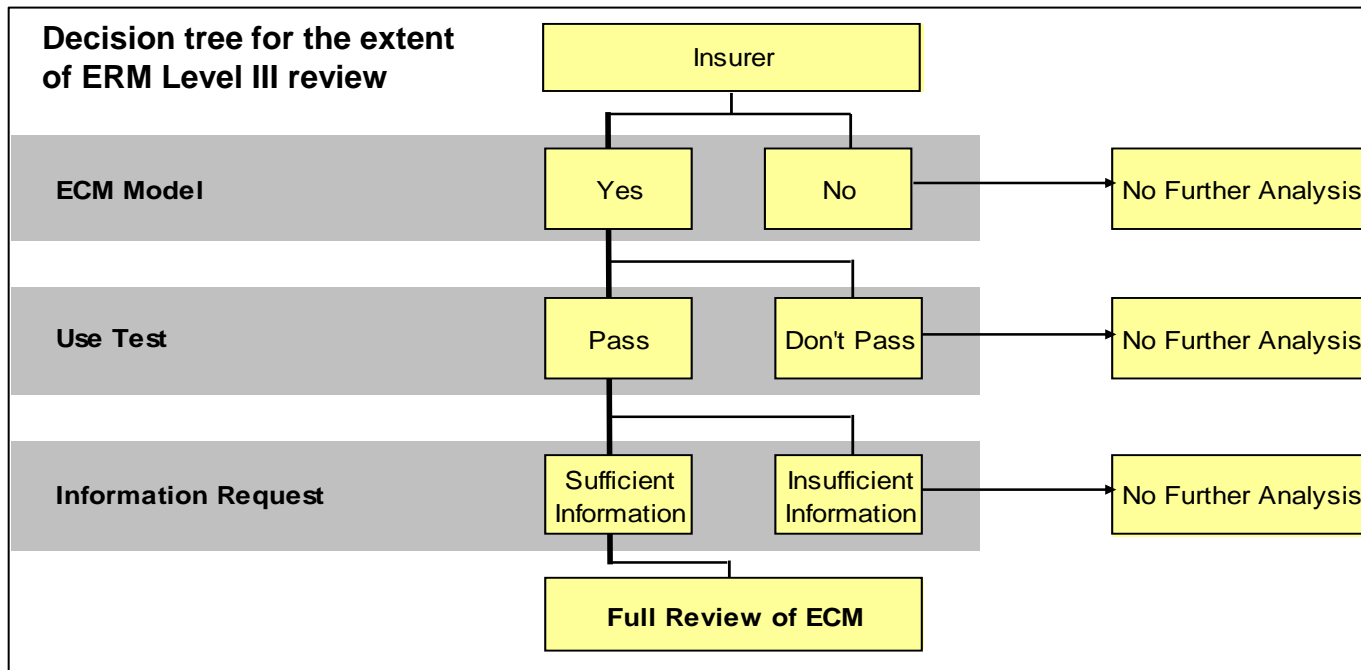 Decision tree for the extent
of ERM Level III review
Insurer
ECM Model
Yes
No
No Further Analysis
Use Test
Pass
Don't Pass
No Further Analysis
Information Request
Sufficient
Information
Insufficient
Information
No Further Analysis
Full Review of ECM